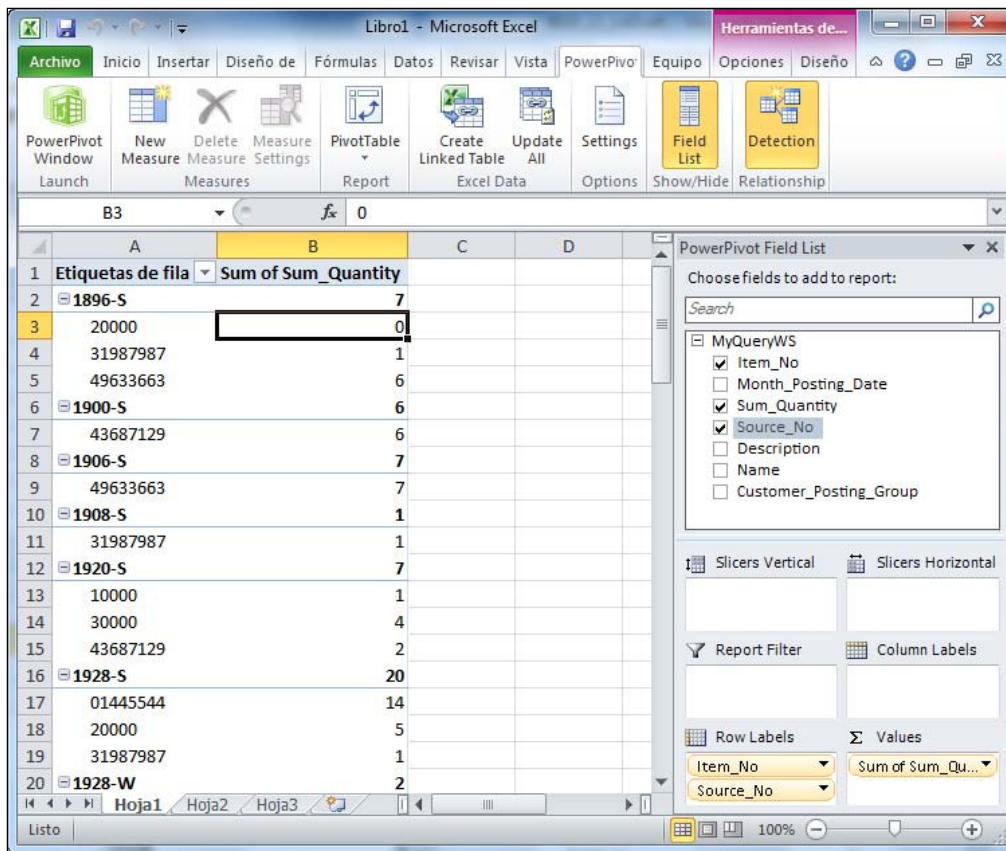 Libro1 - Microsoft Excel
Herramientas de...
Archivo Inicio Insertar Diseño de Fórmulas Datos Revisar Vista PowerPivo Equipo Opciones Diseño
PowerPivot Window
New Measure
Delete Measure
Measure Settings
PivotTable
Create Linked Table
Update All
Settings
Field List
Detection
Launch Measures Report Excel Data Options Show/Hide Relationship
B3 fx 0
A B C D
1 Etiquetas de fila Sum of Sum_Quantity
2 1896-S 7
3 20000 0
4 31987987 1
5 49633663 6
6 1900-S 6
7 43687129 6
8 1906-S 7
9 49633663 7
10 1908-S 1
11 31987987 1
12 1920-S 7
13 10000 1
14 30000 4
15 43687129 2
16 1928-S 20
17 01445544 14
18 20000 5
19 31987987 1
20 1928-W 2
Hoja1 Hoja2 Hoja3
PowerPivot Field List
Choose fields to add to report:
Search
MyQueryWS
Item_No
Month_Posting_Date
Sum_Quantity
Source_No
Description
Name
Customer_Posting_Group
Slicers Vertical Slicers Horizontal
Report Filter Column Labels
Row Labels Σ Values
Item_No Sum of Sum_Qu...
Source_No
Listo 100%